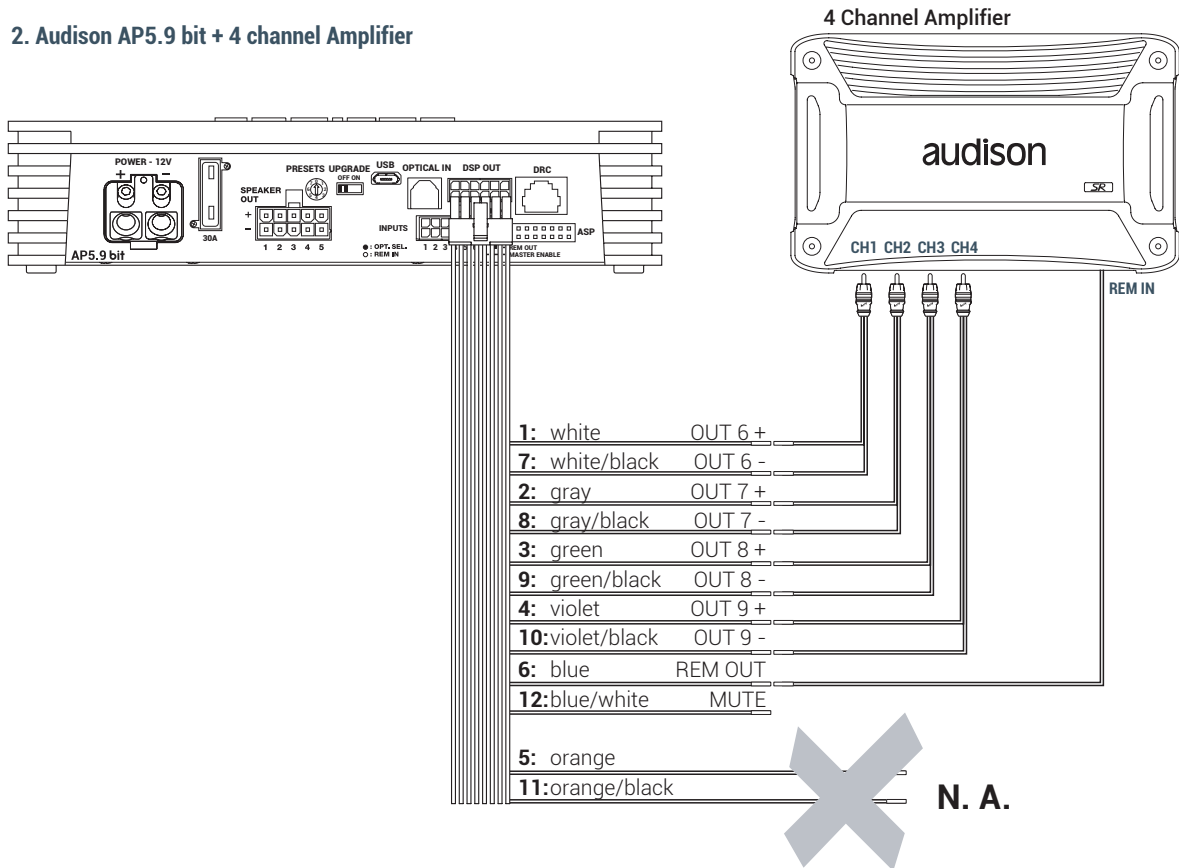 2. Audison AP5.9 bit + 4 channel Amplifier
4 Channel Amplifier
POWER - 12V
+ -
30A
AP5.9 bit
SPEAKER
OUT
+
-
1 2 3 4 5
PRESETS UPGRADE USB OPTICAL IN DSP OUT DRC
OFF ON
INPUTS
1 2 3
ASP
● : OPT. SEL.
○ : REM IN
REM OUT
MASTER ENABLE
audison
SR
CH1 CH2 CH3 CH4
REM IN
1: white OUT 6 +
7: white/black OUT 6 -
2: gray OUT 7 +
8: gray/black OUT 7 -
3: green OUT 8 +
9: green/black OUT 8 -
4: violet OUT 9 +
10: violet/black OUT 9 -
6: blue REM OUT
12: blue/white MUTE
5: orange
11: orange/black
N. A.